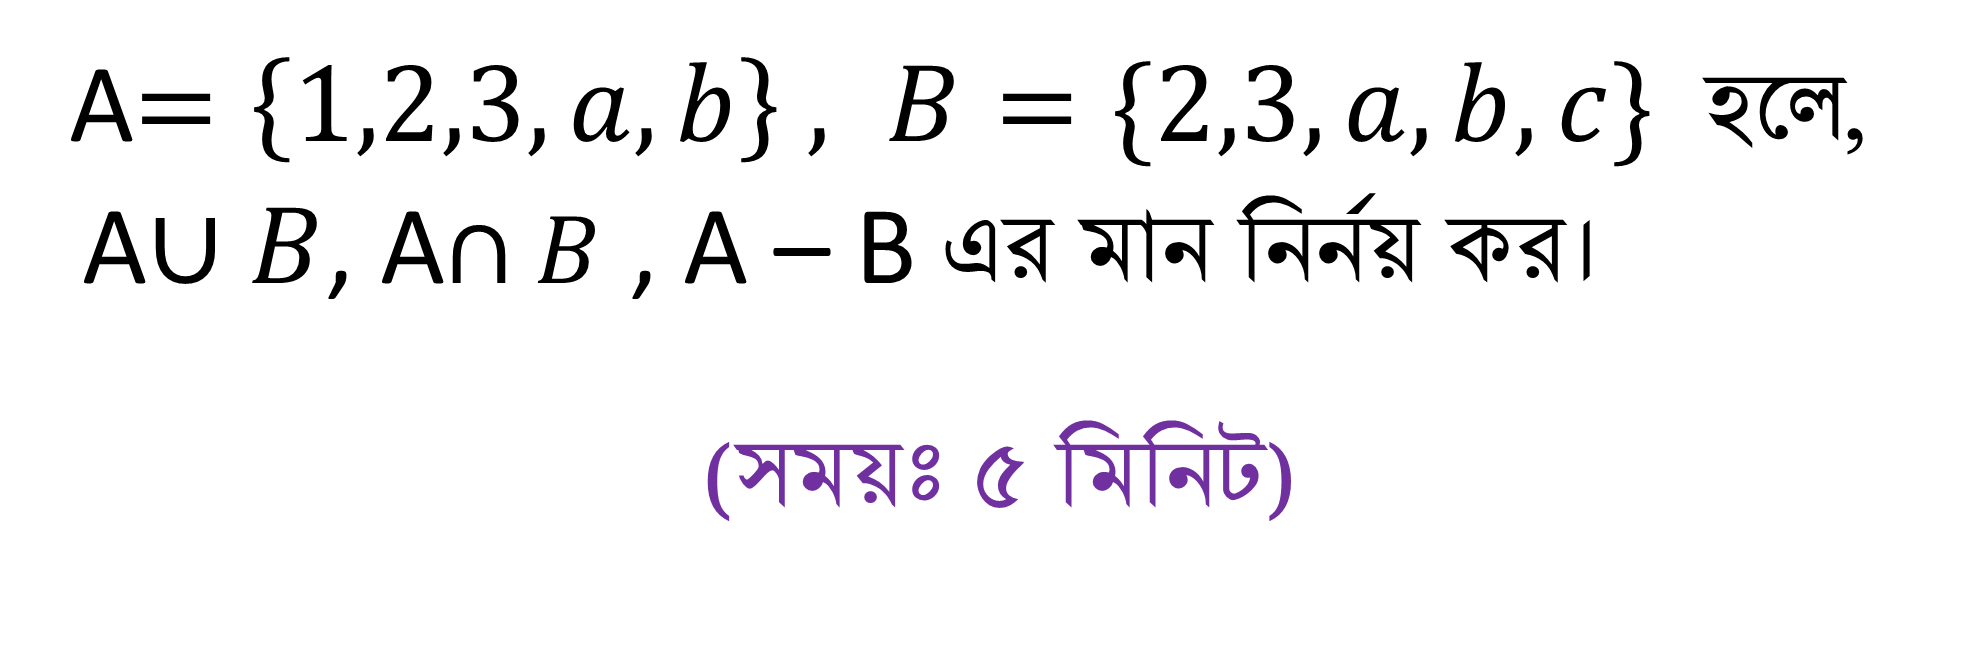 A= {1,2,3, a, b} , B = {2,3, a, b, c} হলে,
A∪ B, A∩ B , A – B এর মান নির্নয় কর।
(সময়ঃ ৫ মিনিট)